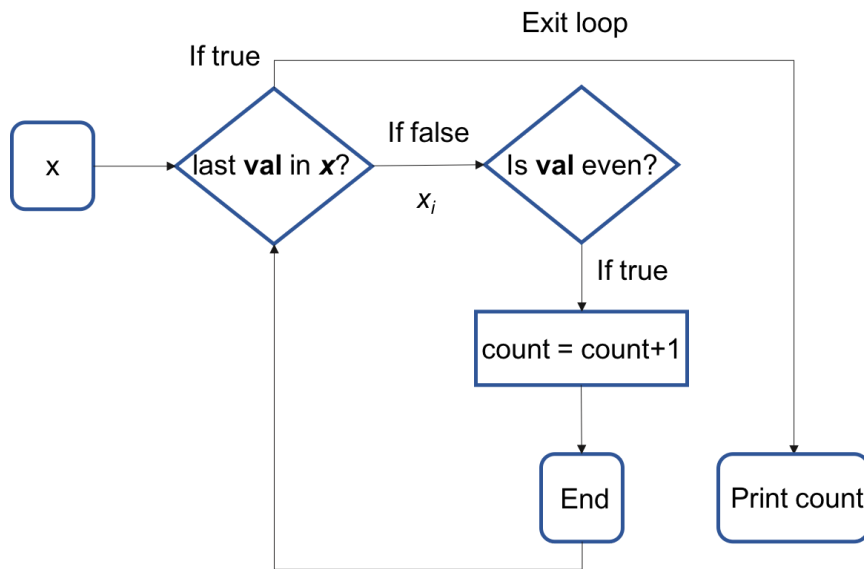 Exit loop
If true
x
last val in x?
If false
x_i
Is val even?
If true
count = count+1
End
Print count